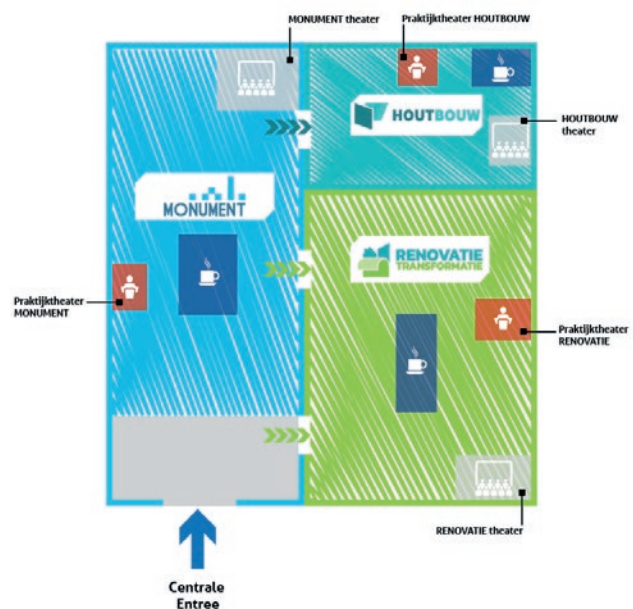 MONUMENT theater
Praktijktheater HOUTBOUW
HOUTBOUW
HOUTBOUW
theater
MONUMENT
RENOVATIE
TRANSFORMATIE
Praktijktheater
MONUMENT
Praktijktheater
RENOVATIE
RENOVATIE theater
Centrale
Entree